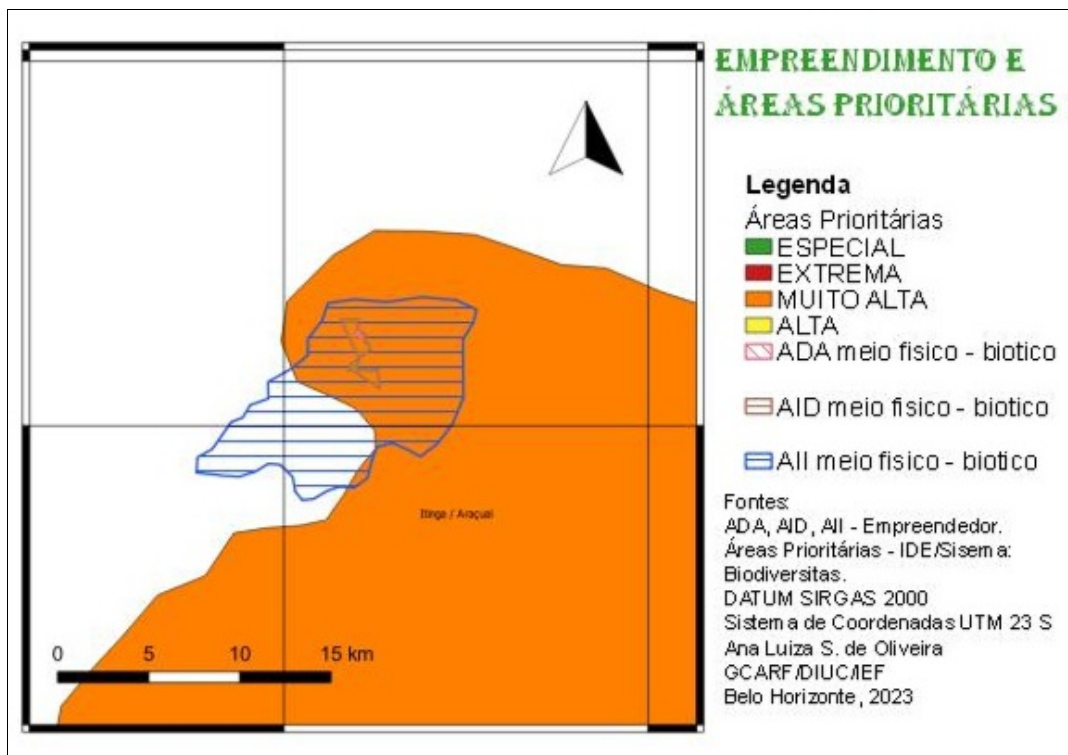 EMPREENDIMENTO E
ÁREAS PRIORITÁRIAS
Legenda
Áreas Prioritárias
ESPECIAL
EXTREMA
MUITO ALTA
ALTA
ADA meio fisico - biotico
AID meio fisico - biotico
AII meio fisico - biotico
Fontes:
ADA, AID, AII - Empreendedor.
Áreas Prioritárias - IDE/Sisema:
Biodiversitas.
DATUM SIRGAS 2000
Sistema de Coordenadas UTM 23 S
Ana Luiza S. de Oliveira
GCARF/DIUC/IEF
Belo Horizonte, 2023
Itinga / Araçuaí
0 5 10 15 km